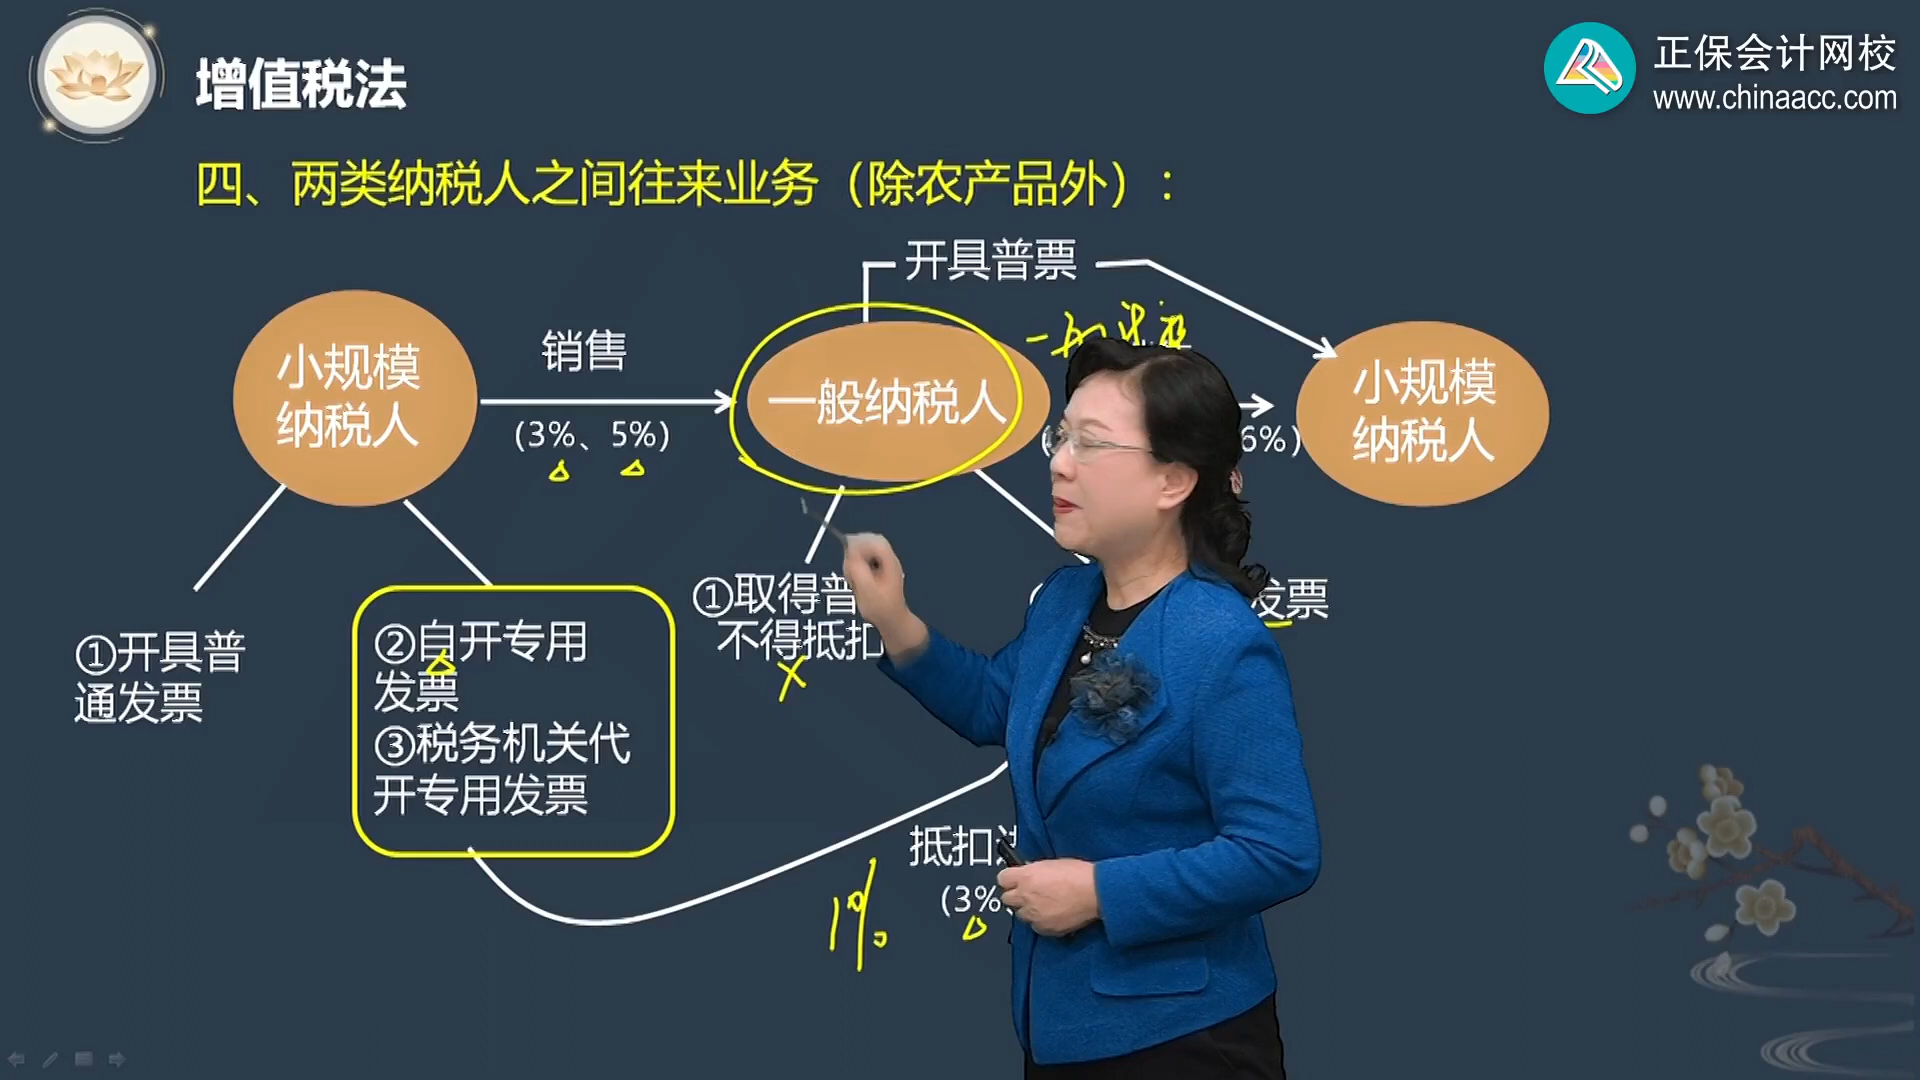 增值税法
正保会计网校
www.chinaacc.com
四、两类纳税人之间往来业务（除农产品外）：
开具普票
小规模
纳税人
销售
(3%、5%)
一般纳税人
6%)
小规模
纳税人
①开具普
通发票
②自开专用
发票
③税务机关代
开专用发票
①取得普
不得抵扣
发票
抵扣
(3%
1%